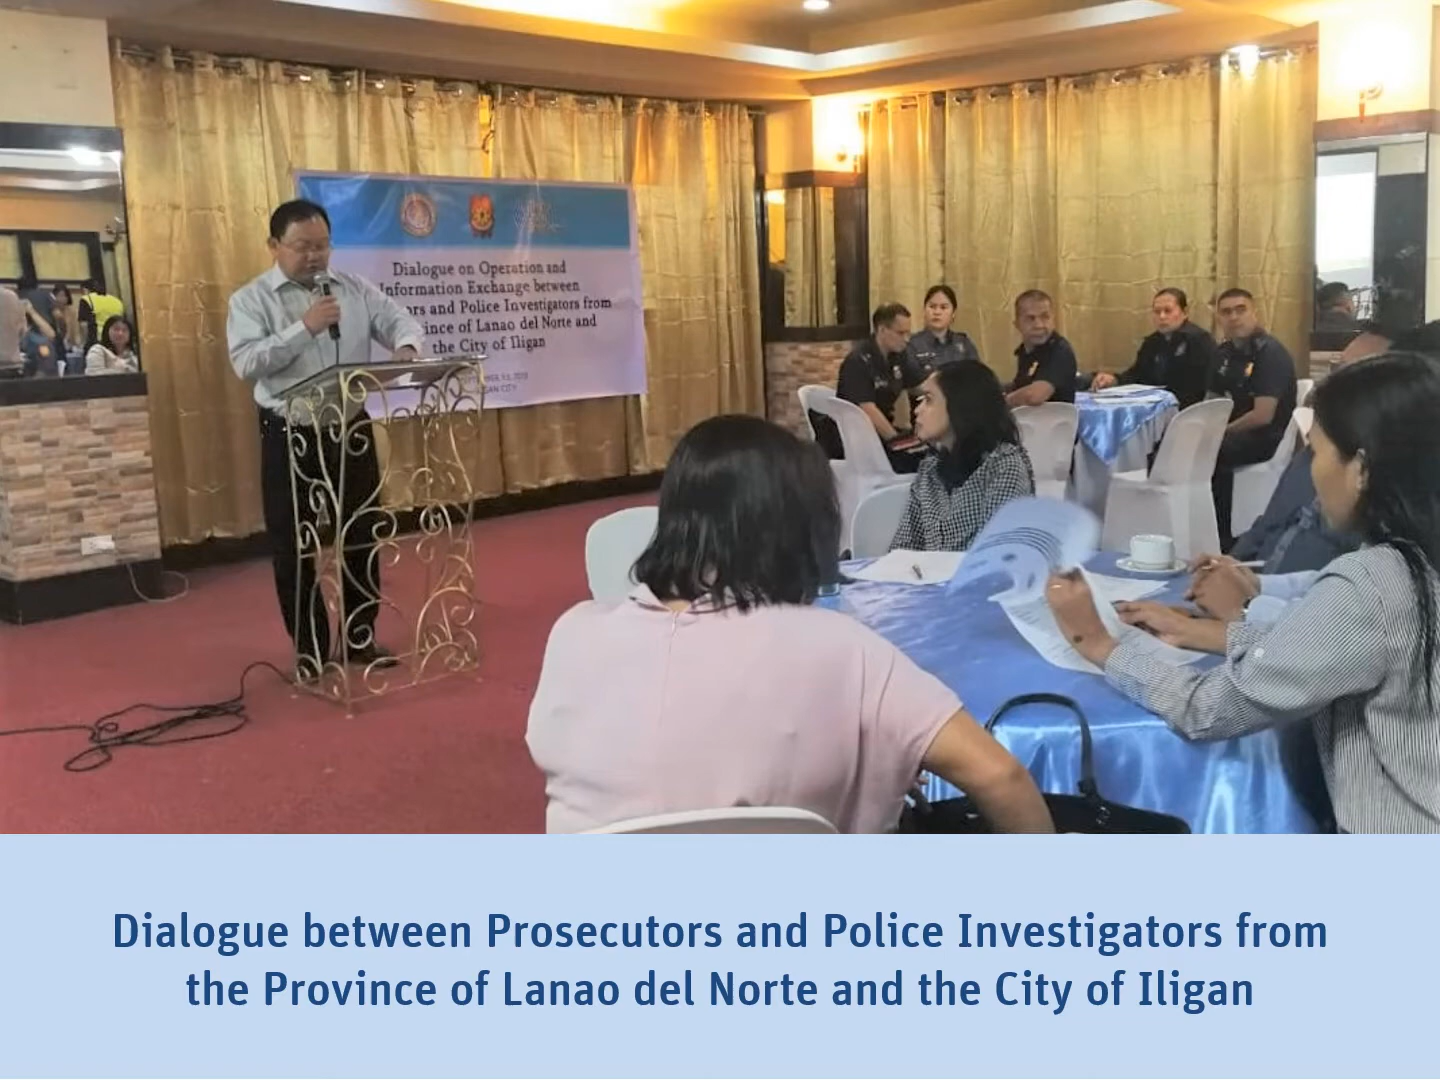 Dialogue on Operation and
Information Exchange between
ors and Police Investigators from
ince of Lanao del Norte and
the City of Iligan
Dialogue between Prosecutors and Police Investigators from
the Province of Lanao del Norte and the City of Iligan